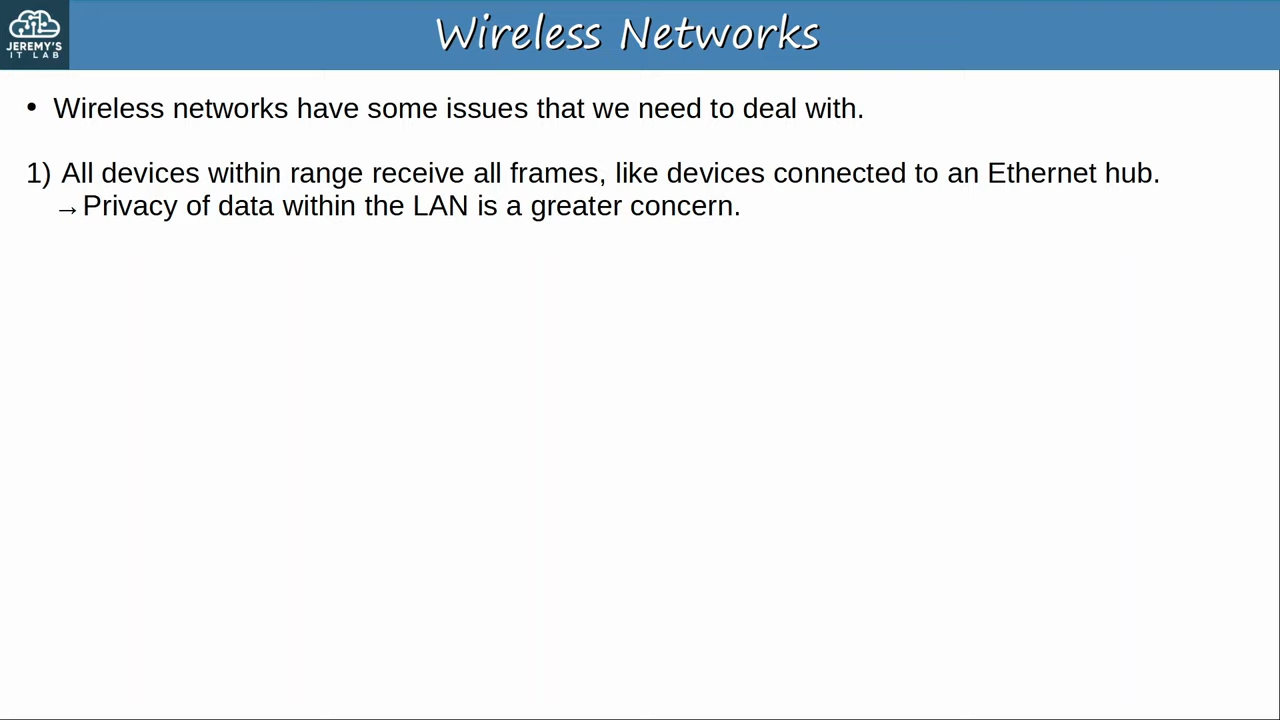 JEREMY'S
IT LAB
Wireless Networks
• Wireless networks have some issues that we need to deal with.
1) All devices within range receive all frames, like devices connected to an Ethernet hub.
→Privacy of data within the LAN is a greater concern.